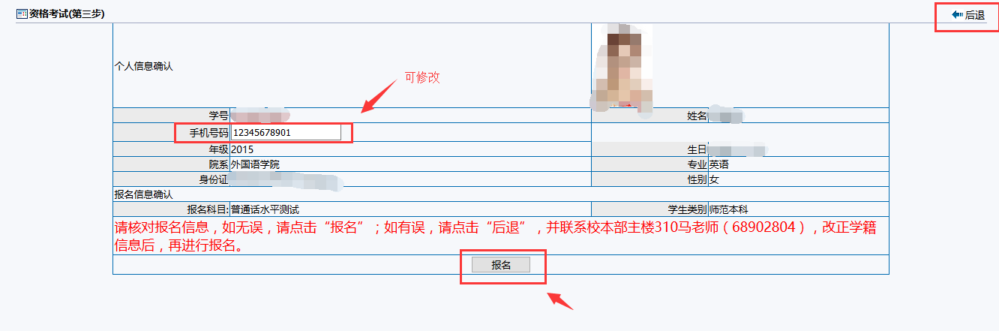 资格考试(第三步)
后退
个人信息确认
可修改
学号
姓名
手机号码 12345678901
年级 2015
生日
院系 外国语学院
专业 英语
身份证
性别 女
报名信息确认
报名科目: 普通话水平测试
学生类别 师范本科
请核对报名信息，如无误，请点击“报名”；如有误，请点击“后退”，并联系校本部主楼310马老师（68902804），改正学籍
信息后，再进行报名。
报名